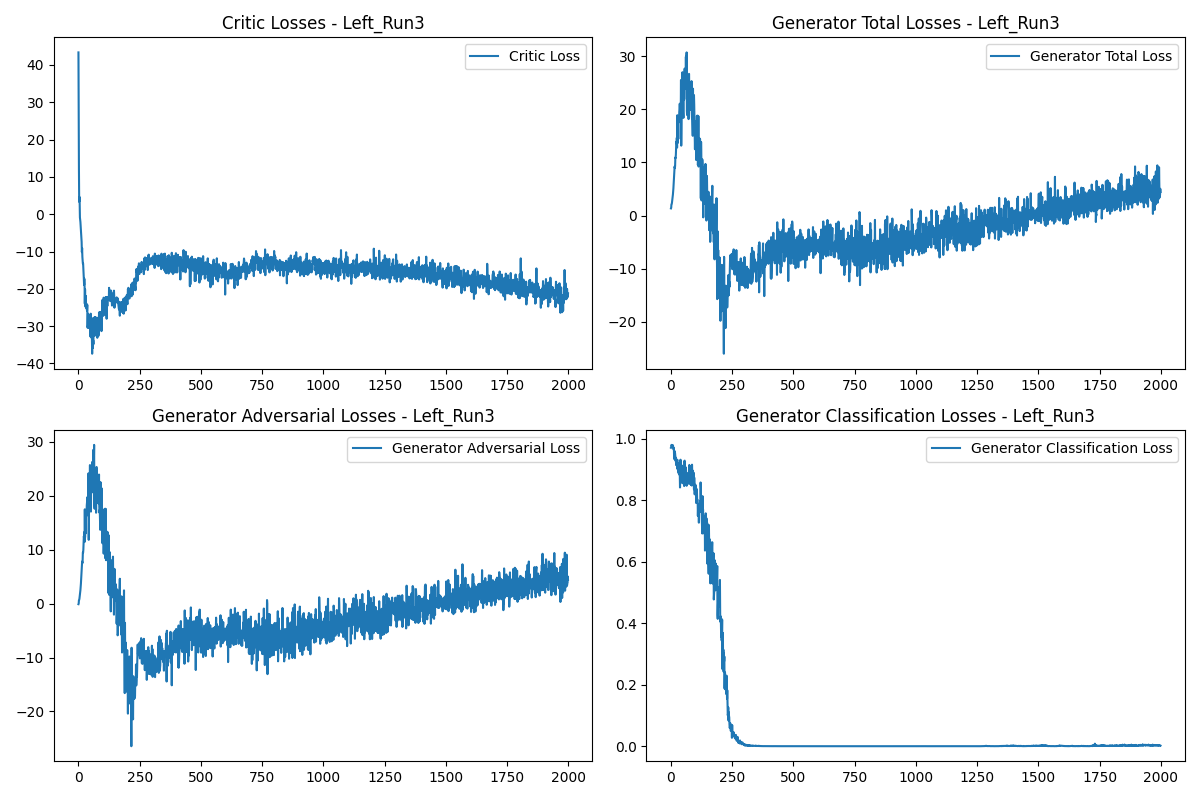 Critic Losses - Left_Run3
Critic Loss
40
30
20
10
0
−10
−20
−30
−40
0 250 500 750 1000 1250 1500 1750 2000
Generator Total Losses - Left_Run3
Generator Total Loss
30
20
10
0
−10
−20
0 250 500 750 1000 1250 1500 1750 2000
Generator Adversarial Losses - Left_Run3
Generator Adversarial Loss
30
20
10
0
−10
−20
0 250 500 750 1000 1250 1500 1750 2000
Generator Classification Losses - Left_Run3
Generator Classification Loss
1.0
0.8
0.6
0.4
0.2
0.0
0 250 500 750 1000 1250 1500 1750 2000